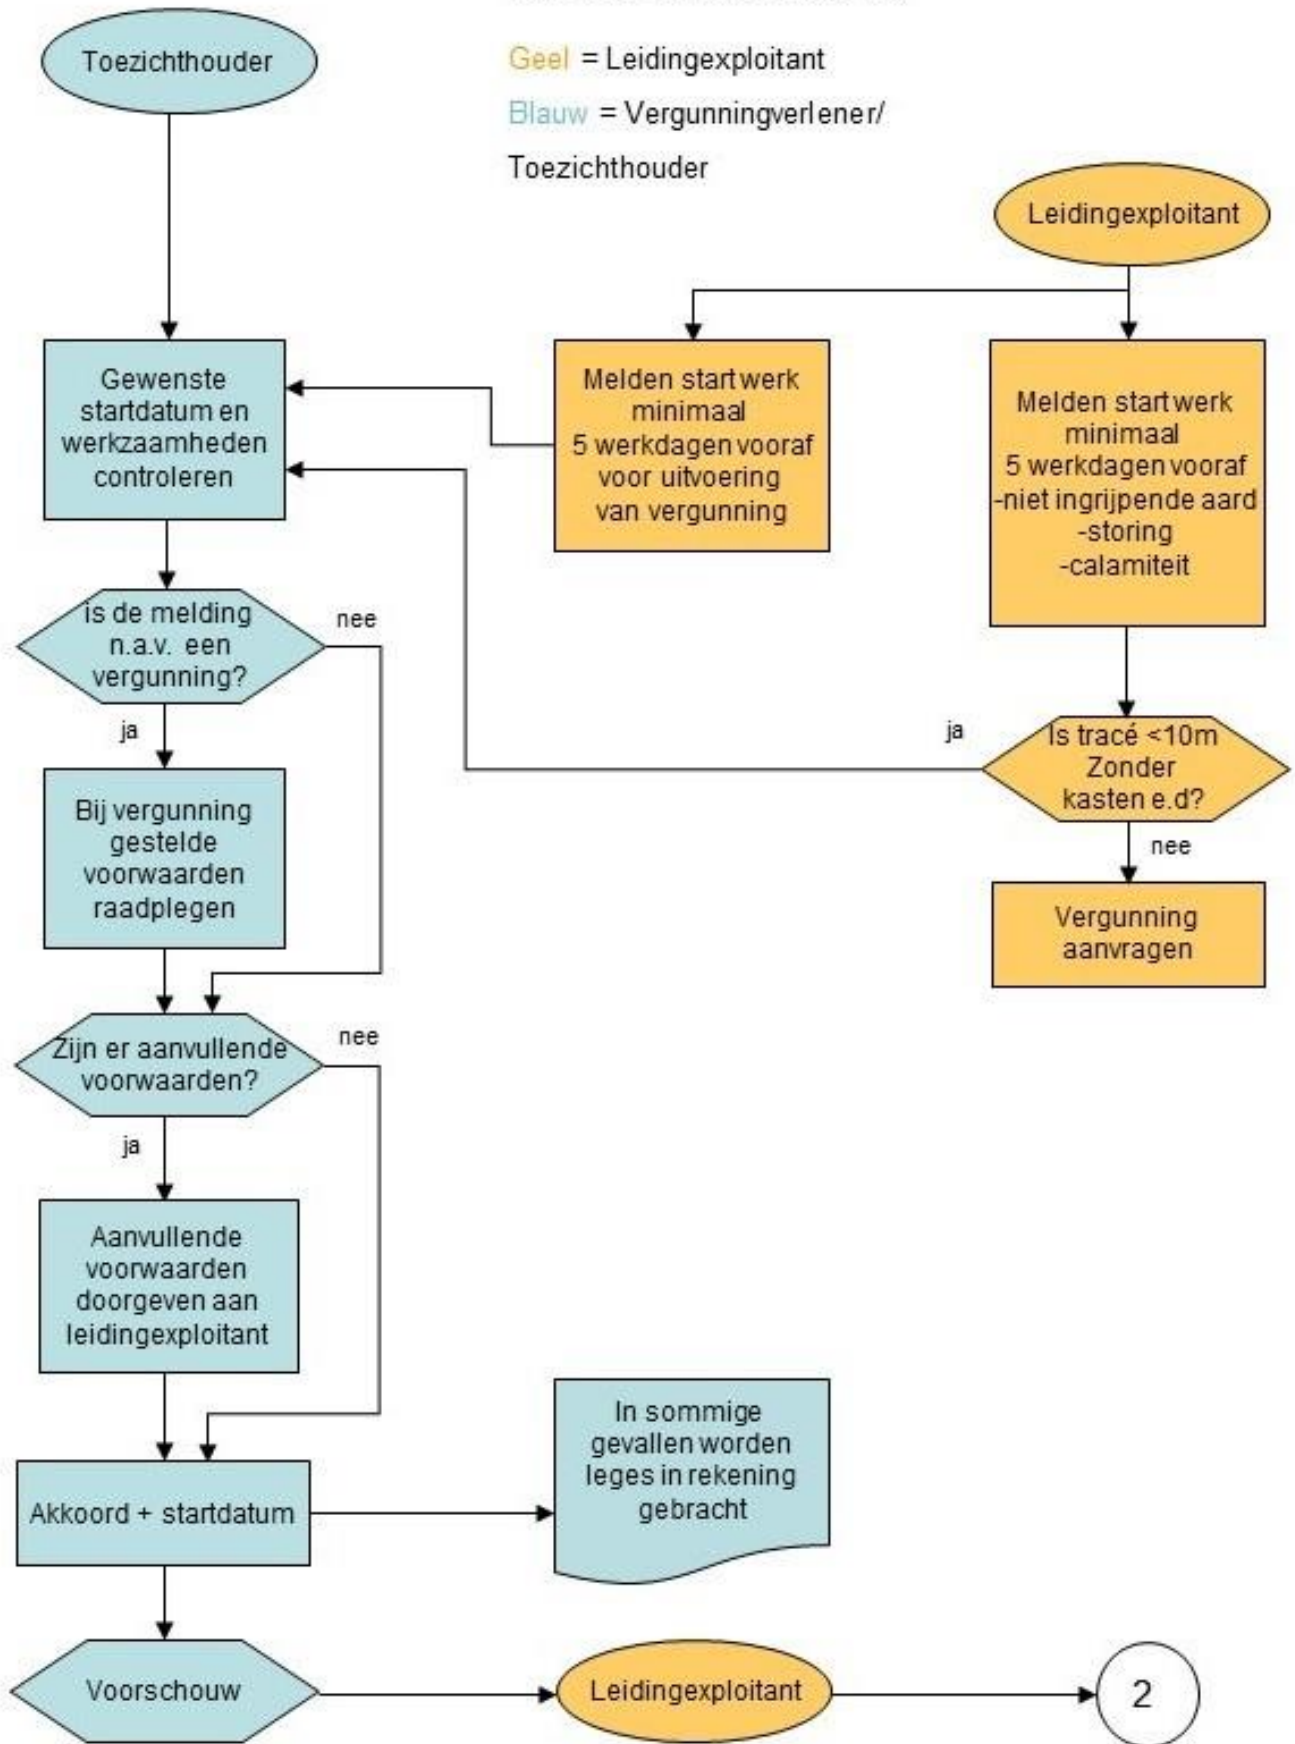 Toezichthouder
Geel = Leidingexploitant
Blauw = Vergunningverlener/
Toezichthouder
Leidingexploitant
Gewenste
startdatum en
werkzaamheden
controleren
Melden start werk
minimaal
5 werkdagen vooraf
voor uitvoering
van vergunning
Melden start werk
minimaal
5 werkdagen vooraf
-niet ingrijpende aard
-storing
-calamiteit
is de melding
n.a.v. een
vergunning?
nee
ja
Is tracé <10m
Zonder
kasten e.d?
ja
nee
Bij vergunning
gestelde
voorwaarden
raadplegen
Vergunning
aanvragen
Zijn er aanvullende
voorwaarden?
nee
ja
Aanvullende
voorwaarden
doorgeven aan
leidingexploitant
Akkoord + startdatum
In sommige
gevallen worden
leges in rekening
gebracht
Voorschouw
Leidingexploitant
2